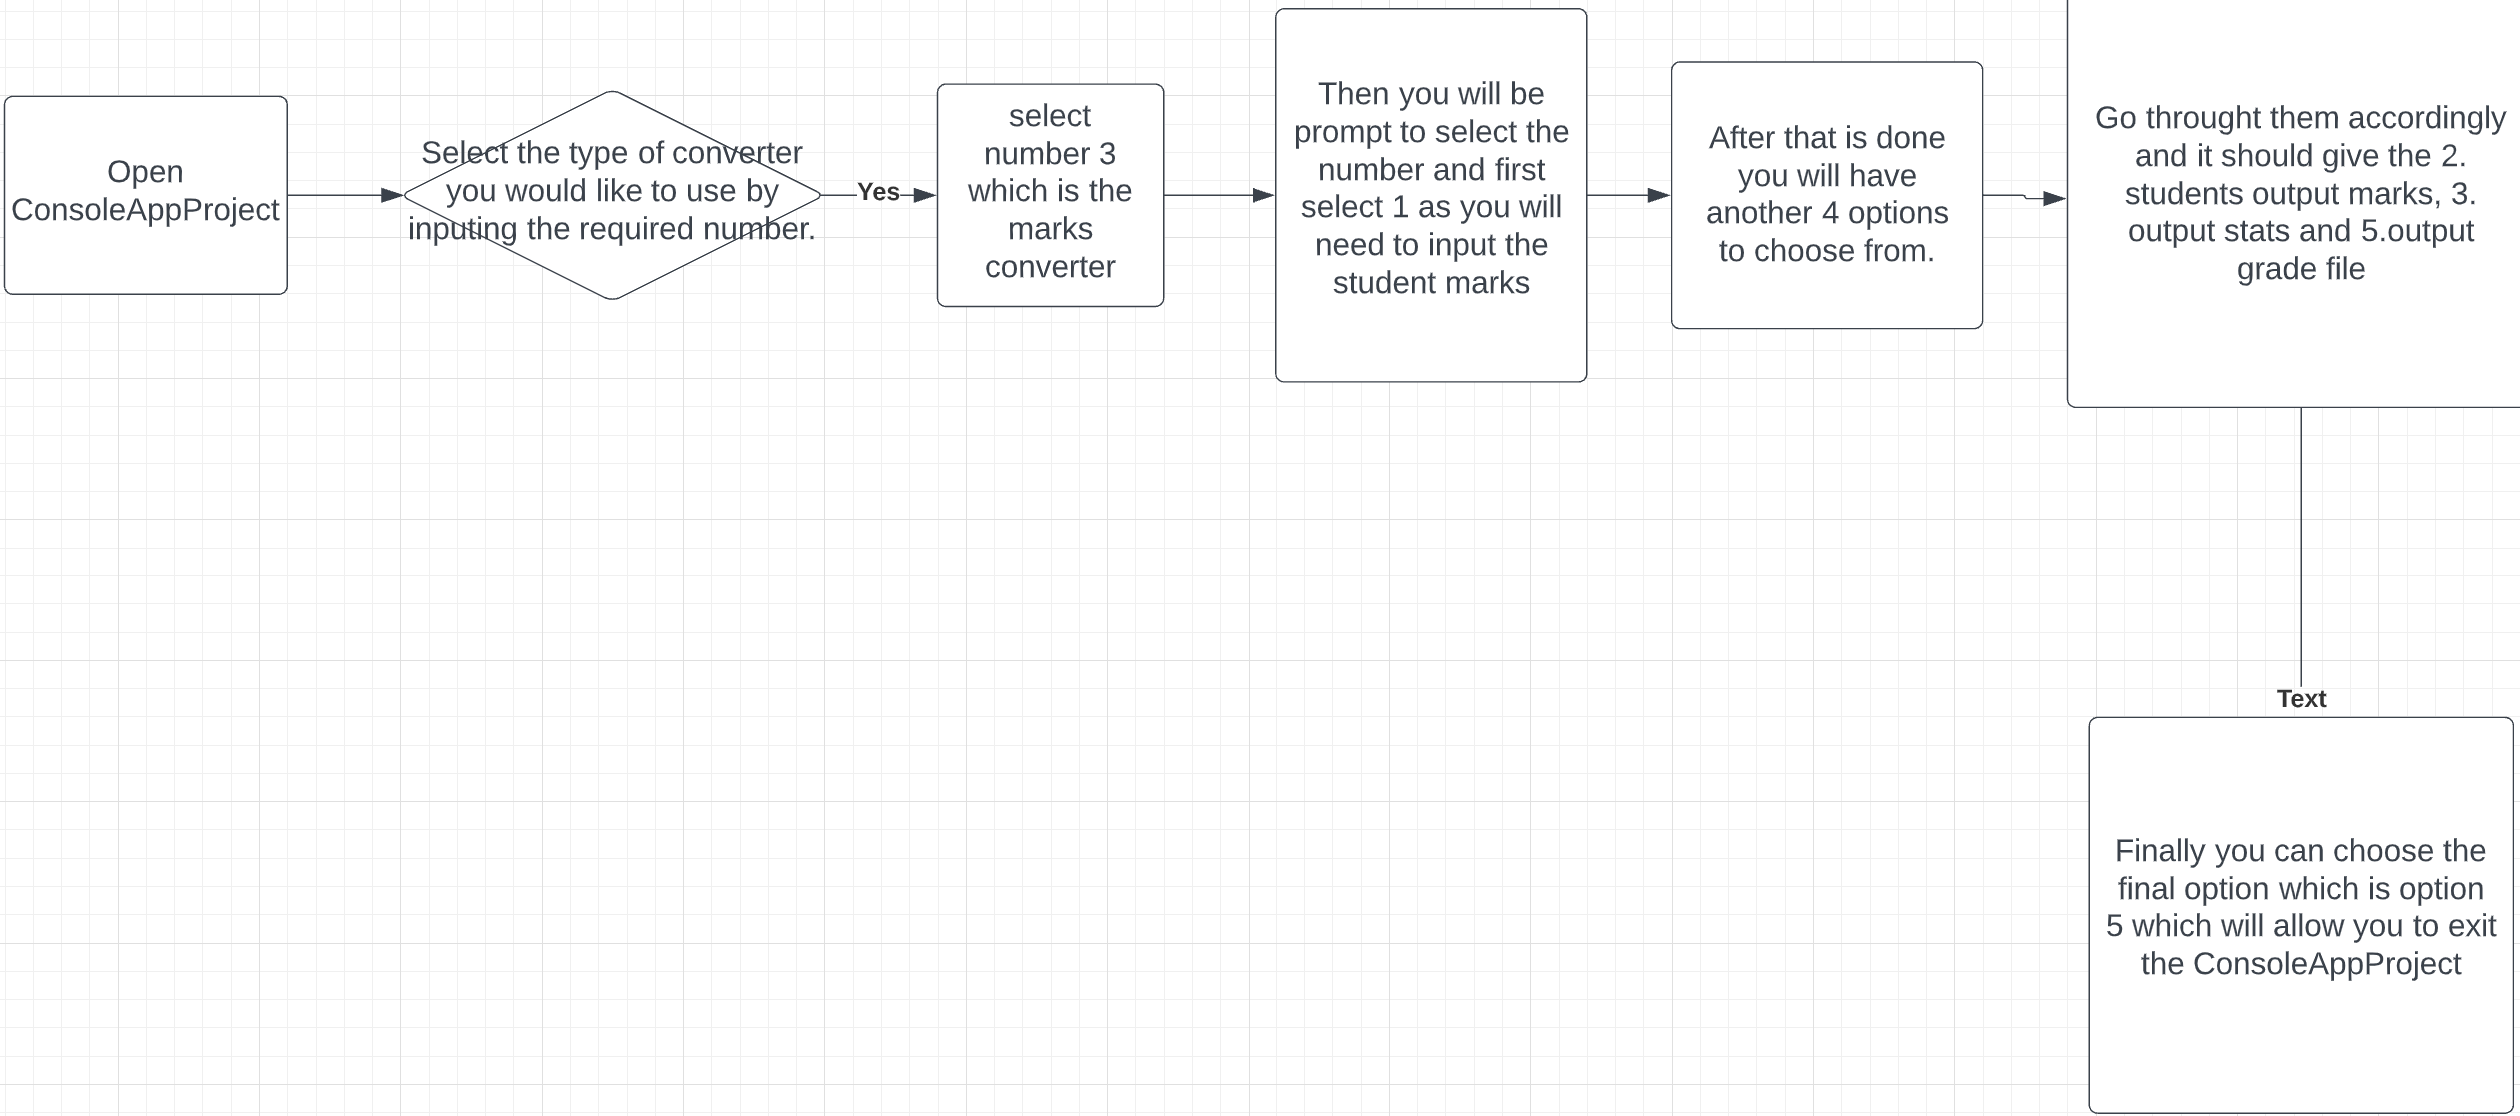 Open
ConsoleAppProject
Select the type of converter
you would like to use by
inputing the required number.
Yes
select
number 3
which is the
marks
converter
Then you will be
prompt to select the
number and first
select 1 as you will
need to input the
student marks
After that is done
you will have
another 4 options
to choose from.
Go throught them accordingly
and it should give the 2.
students output marks, 3.
output stats and 5.output
grade file
Text
Finally you can choose the
final option which is option
5 which will allow you to exit
the ConsoleAppProject